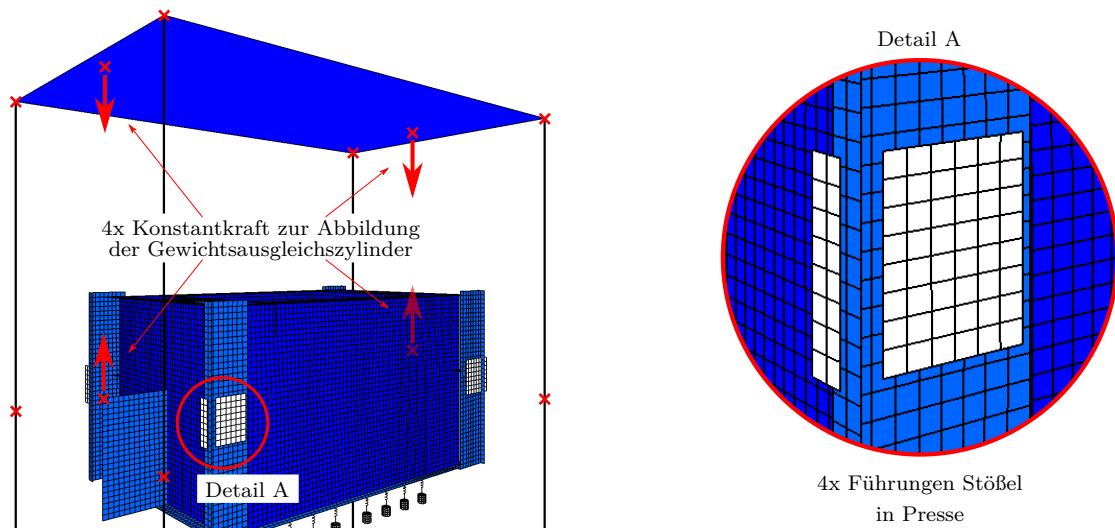 Detail A
4x Konstantkraft zur Abbildung
der Gewichtsausgleichszylinder
Detail A
4x Führungen Stößel
in Presse